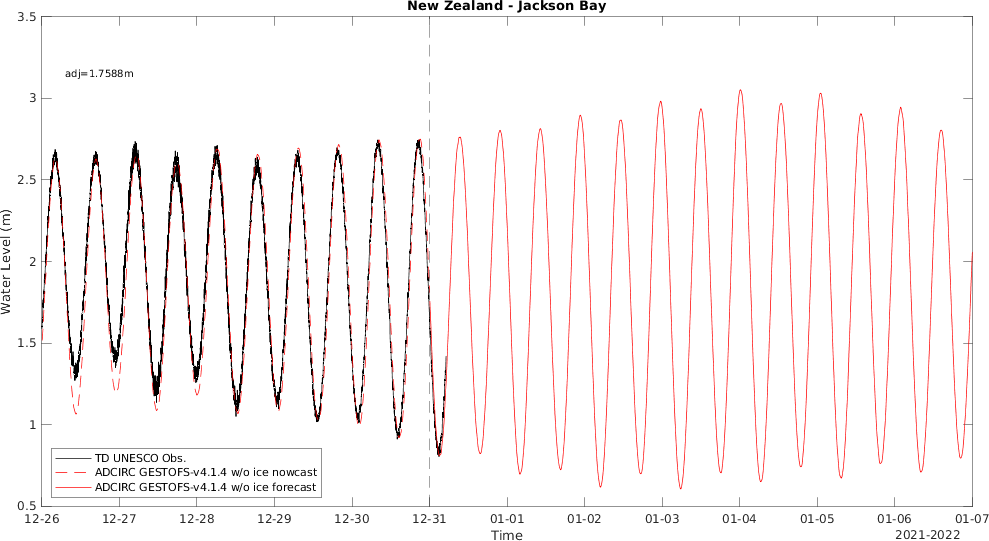 New Zealand - Jackson Bay
3.5
3
2.5
2
1.5
1
0.5
Water Level (m)
adj=1.7588m
TD UNESCO Obs.
ADCIRC GESTOFS-v4.1.4 w/o ice nowcast
ADCIRC GESTOFS-v4.1.4 w/o ice forecast
12-26 12-27 12-28 12-29 12-30 12-31 01-01 01-02 01-03 01-04 01-05 01-06 01-07
Time
2021-2022